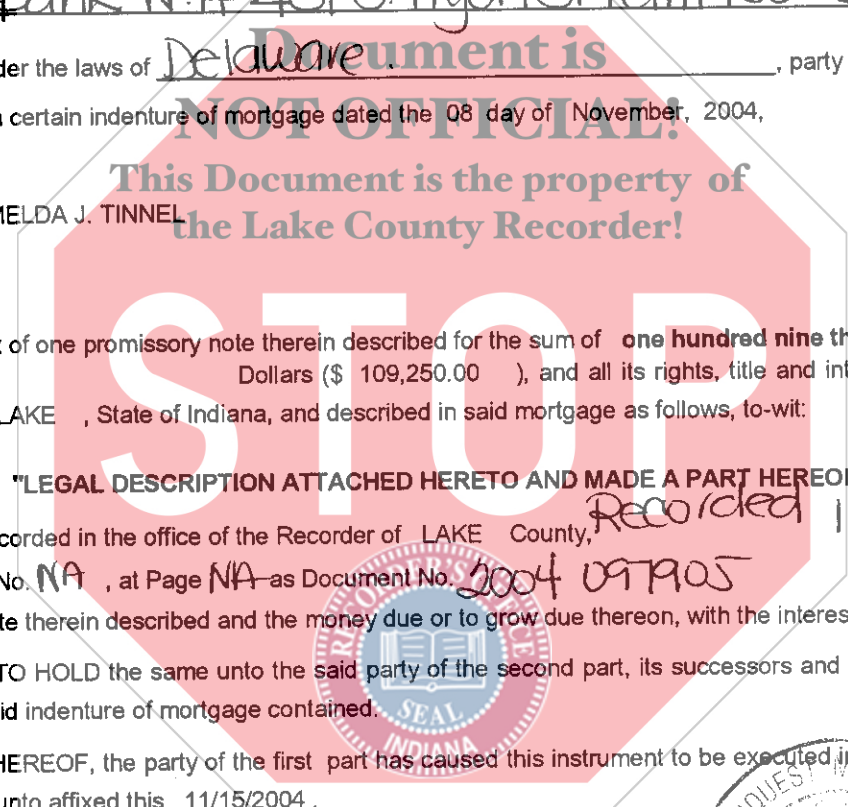 der the laws of Delaware. , party
Document is
certain indenture of mortgage dated the 08 day of November, 2004,
NOT OFFICIAL!
This Document is the property of
MELDA J. TINNEL
the Lake County Recorder!
STOP
of one promissory note therein described for the sum of one hundred nine th
Dollars ($ 109,250.00 ), and all its rights, title and int
LAKE , State of Indiana, and described in said mortgage as follows, to-wit:
"LEGAL DESCRIPTION ATTACHED HERETO AND MADE A PART HEREOF
corded in the office of the Recorder of LAKE County, Recorded
No. NA , at Page NA as Document No. 2004 097905
te therein described and the money due or to grow due thereon, with the interes
TO HOLD the same unto the said party of the second part, its successors and
id indenture of mortgage contained.
RECORDER'S OFFICE
SEAL
INDIANA
HEREOF, the party of the first part has caused this instrument to be executed in
unto affixed this 11/15/2004 .